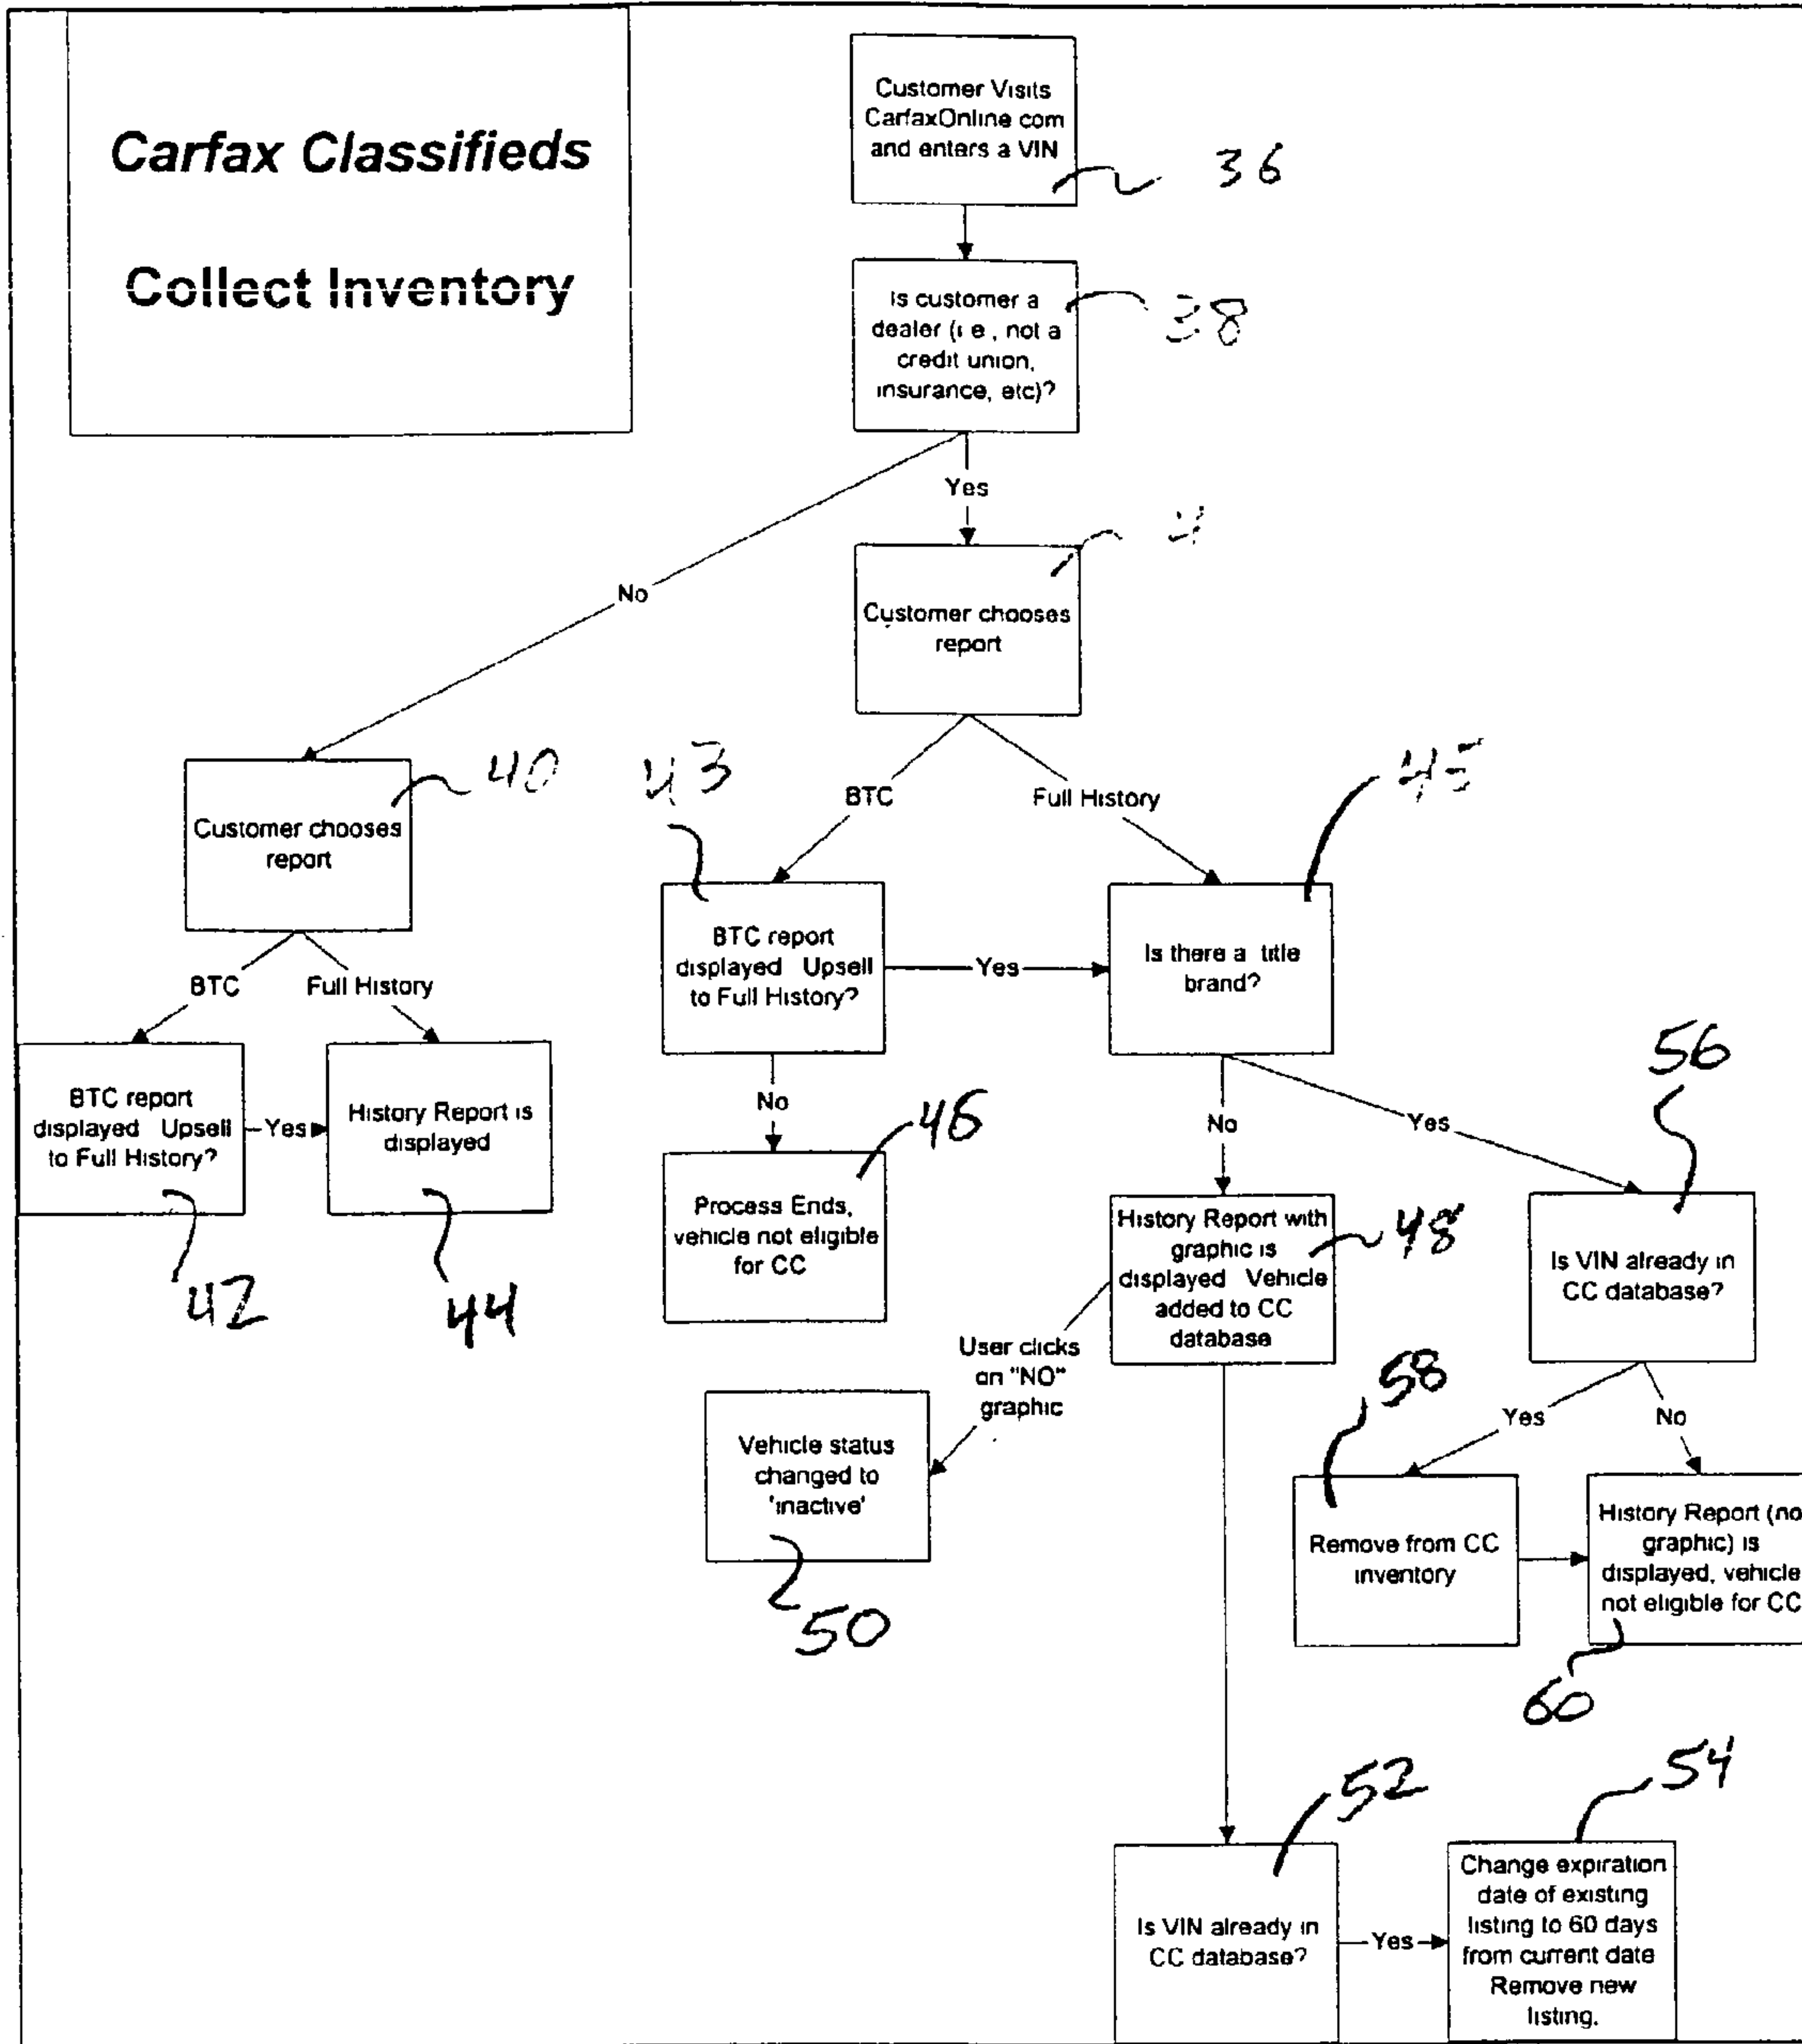 Carfax Classifieds
Collect Inventory
Customer Visits
CarfaxOnline com
and enters a VIN
36
Is customer a
dealer (i e , not a
credit union,
insurance, etc)?
38
Yes
No
Customer chooses
report
40
43
BTC
Full History
45
Customer chooses
report
BTC
Full History
BTC report
displayed Upsell
to Full History?
Yes
Is there a title
brand?
56
BTC report
displayed Upsell
to Full History?
Yes
History Report is
displayed
No
46
No
Yes
42
44
Process Ends,
vehicle not eligible
for CC
History Report with
graphic is
displayed Vehicle
added to CC
database
48
Is VIN already in
CC database?
User clicks
on "NO"
graphic
58
Yes
No
Vehicle status
changed to
'inactive'
50
Remove from CC
inventory
History Report (no
graphic) is
displayed, vehicle
not eligible for CC
60
52
54
Is VIN already in
CC database?
Yes
Change expiration
date of existing
listing to 60 days
from current date
Remove new
listing.